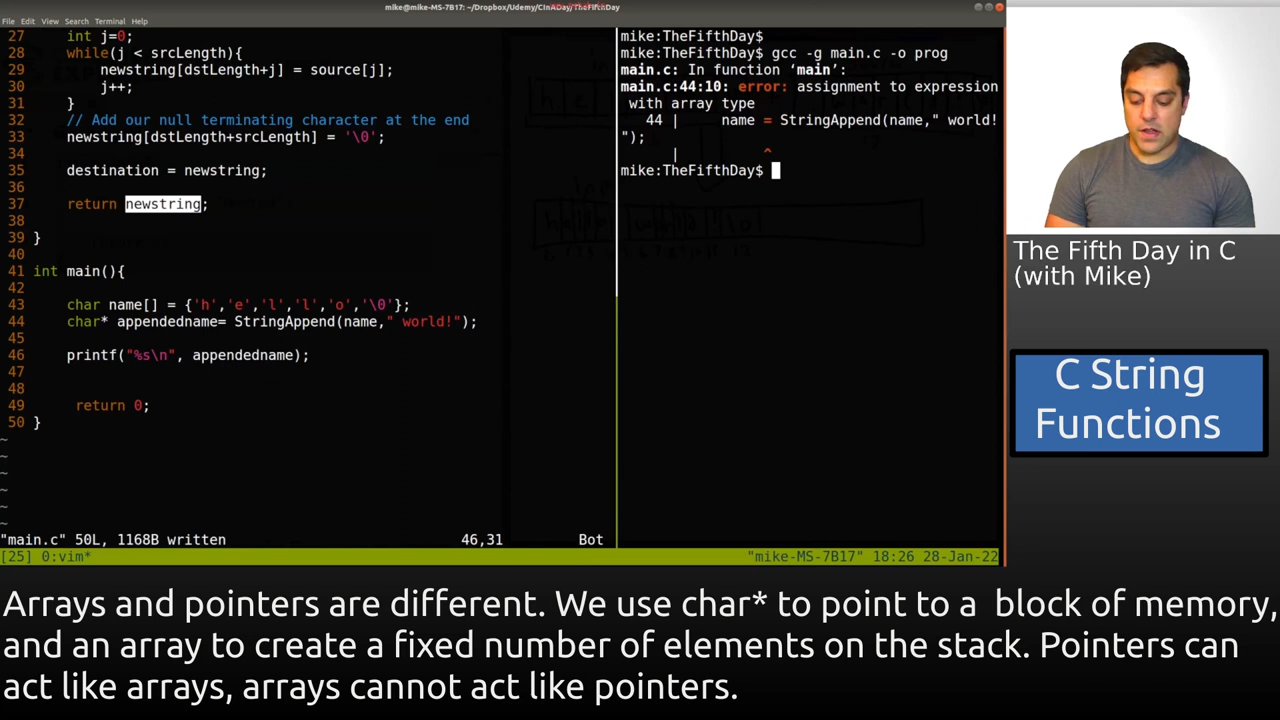 mike@mike-MS-7B17: ~/Dropbox/Udemy/CInADay/TheFifthDay
File Edit View Search Terminal Help
27     int j=0;
28     while(j < srcLength){
29         newstring[dstLength+j] = source[j];
30         j++;
31     }
32     // Add our null terminating character at the end
33     newstring[dstLength+srcLength] = '\0';
34
35     destination = newstring;
36
37     return newstring;
38
39 }
40
41 int main(){
42
43     char name[] = {'h','e','l','l','o','\0'};
44     char* appendedname= StringAppend(name," world!");
45
46     printf("%s\n", appendedname);
47
48
49      return 0;
50 }
~
~
~
~
~
~
"main.c" 50L, 1168B written 46,31 Bot
mike:TheFifthDay$
mike:TheFifthDay$ gcc -g main.c -o prog
main.c: In function ‘main’:
main.c:44:10: error: assignment to expression
 with array type
   44 |     name = StringAppend(name," world!
");
      |          ^
mike:TheFifthDay$
[25] 0:vim* "mike-MS-7B17" 18:26 28-Jan-22
The Fifth Day in C
(with Mike)
C String
Functions
Arrays and pointers are different. We use char* to point to a block of memory,
and an array to create a fixed number of elements on the stack. Pointers can
act like arrays, arrays cannot act like pointers.